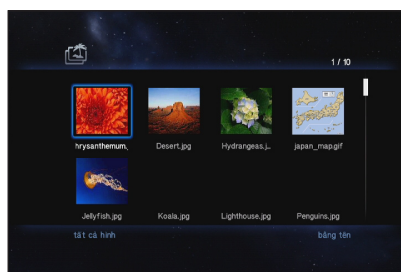 1 / 10
hrysanthemum.
Desert.jpg
Hydrangeas.j...
japan_map.gif
Jellyfish.jpg
Koala.jpg
Lighthouse.jpg
Penguins.jpg
tất cả hình
bảng tên